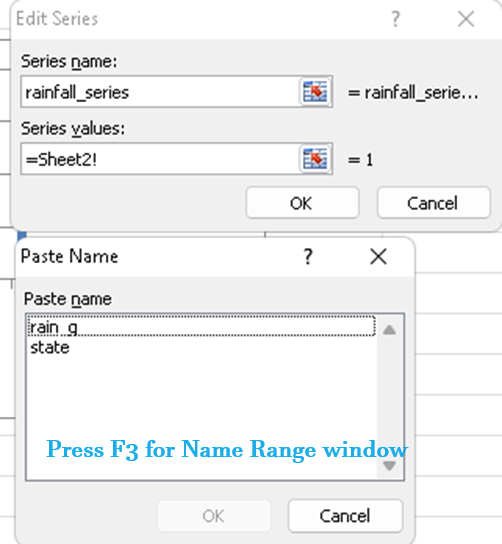 Edit Series
?
Series name:
rainfall_series
= rainfall_serie...
Series values:
=Sheet2!
= 1
OK
Cancel
Paste Name
?
Paste name
rain_g
state
Press F3 for Name Range window
OK
Cancel